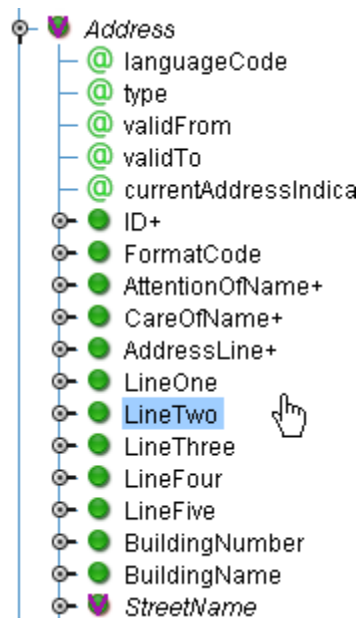 Address
@ languageCode
@ type
@ validFrom
@ validTo
@ currentAddressIndica
ID+
FormatCode
AttentionOfName+
CareOfName+
AddressLine+
LineOne
LineTwo
LineThree
LineFour
LineFive
BuildingNumber
BuildingName
StreetName